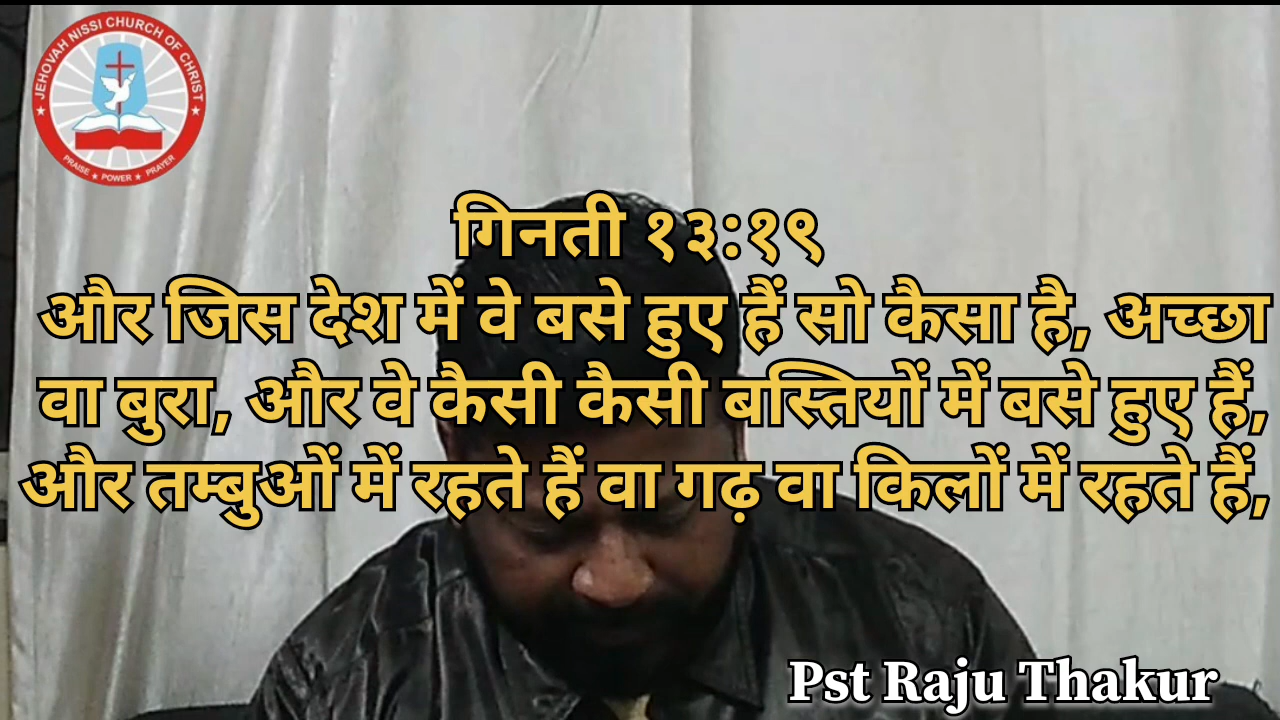 JEHOVAH NISSI CHURCH OF CHRIST
PRAISE ★ POWER ★ PRAYER
गिनती १३:१९
और जिस देश में वे बसे हुए हैं सो कैसा है, अच्छा
वा बुरा, और वे कैसी कैसी बस्तियों में बसे हुए हैं,
और तम्बुओं में रहते हैं वा गढ़ वा किलों में रहते हैं,
Pst Raju Thakur